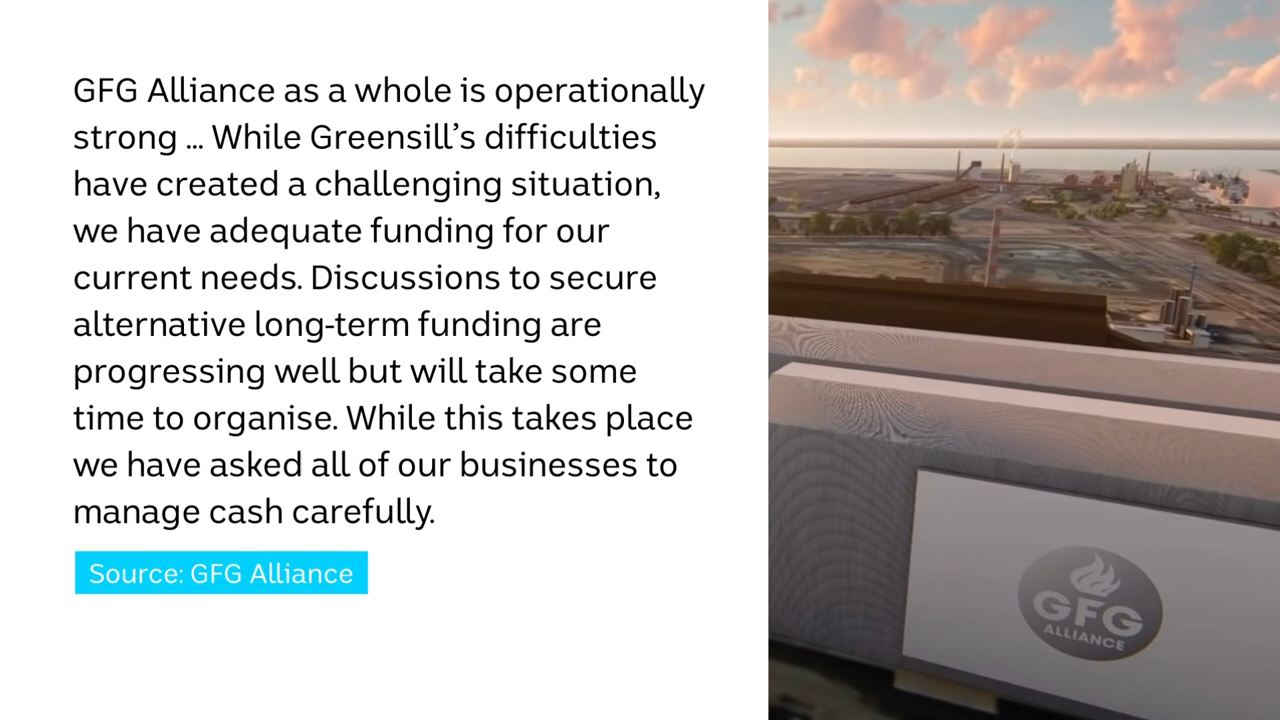 GFG Alliance as a whole is operationally
strong ... While Greensill’s difficulties
have created a challenging situation,
we have adequate funding for our
current needs. Discussions to secure
alternative long-term funding are
progressing well but will take some
time to organise. While this takes place
we have asked all of our businesses to
manage cash carefully.
Source: GFG Alliance
GFG
ALLIANCE